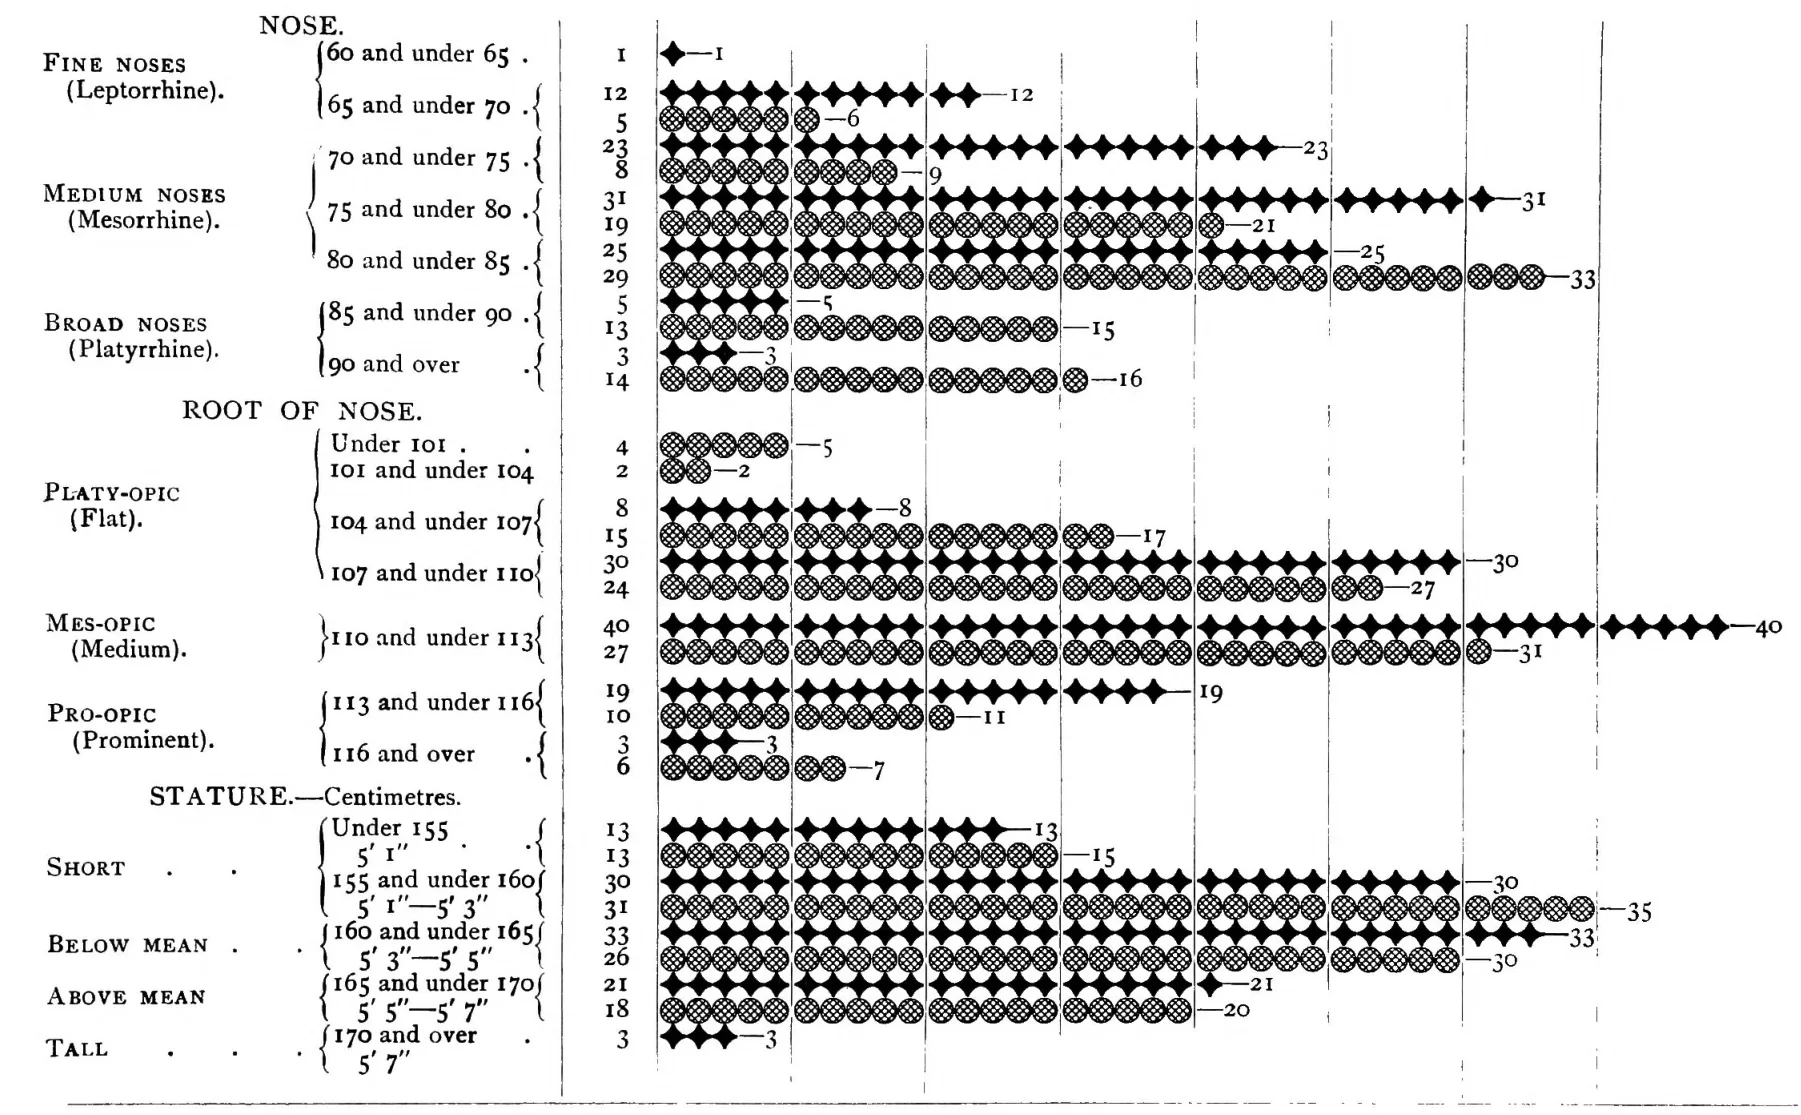 NOSE.
FINE NOSES
(Leptorrhine).
60 and under 65 . 1 —1
65 and under 70 . 12 —12
5 —6
MEDIUM NOSES
(Mesorrhine).
70 and under 75 . 23 —23
8 —9
75 and under 80 . 31 —31
19 —21
80 and under 85 . 25 —25
29 —33
BROAD NOSES
(Platyrrhine).
85 and under 90 . 5 —5
13 —15
90 and over . 3 —3
14 —16
ROOT OF NOSE.
PLATY-OPIC
(Flat).
Under 101 . . 4 —5
101 and under 104 2 —2
104 and under 107 8 —8
15 —17
107 and under 110 30 —30
24 —27
MES-OPIC
(Medium).
110 and under 113 40 —40
27 —31
PRO-OPIC
(Prominent).
113 and under 116 19 —19
10 —11
116 and over . 3 —3
6 —7
STATURE.—Centimetres.
SHORT . .
Under 155 . . 13 —13
5' 1" 13 —15
155 and under 160 30 —30
5' 1"—5' 3" 31 —35
BELOW MEAN . . 160 and under 165 33 —33
5' 3"—5' 5" 26 —30
ABOVE MEAN 165 and under 170 21 —21
5' 5"—5' 7" 18 —20
TALL . . . 170 and over . 3 —3
5' 7"